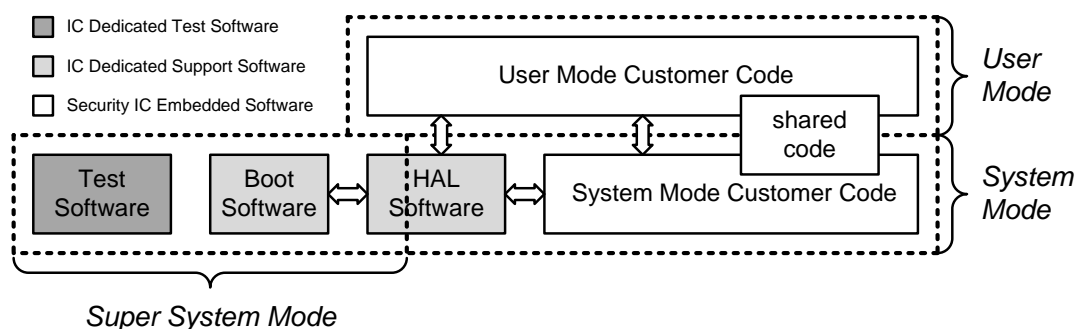 IC Dedicated Test Software
IC Dedicated Support Software
Security IC Embedded Software
User Mode Customer Code
User
Mode
shared
code
Test
Software
Boot
Software
HAL
Software
System Mode Customer Code
System
Mode
Super System Mode